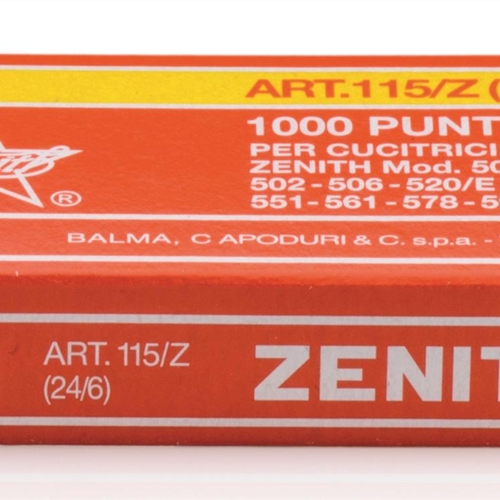 ART.115/Z (
1000 PUNT
PER CUCITRICI
ZENITH Mod. 50
502-506-520/E
551-561-578-5
®
BALMA, C APODURI & C. s.p.a. -
ART. 115/Z
(24/6)
ZENIT